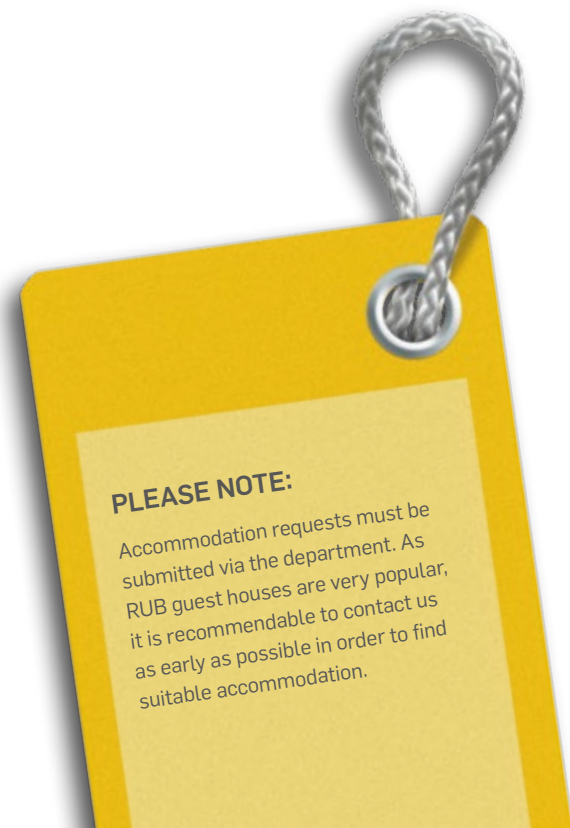 PLEASE NOTE:
Accommodation requests must be
submitted via the department. As
RUB guest houses are very popular,
it is recommendable to contact us
as early as possible in order to find
suitable accommodation.